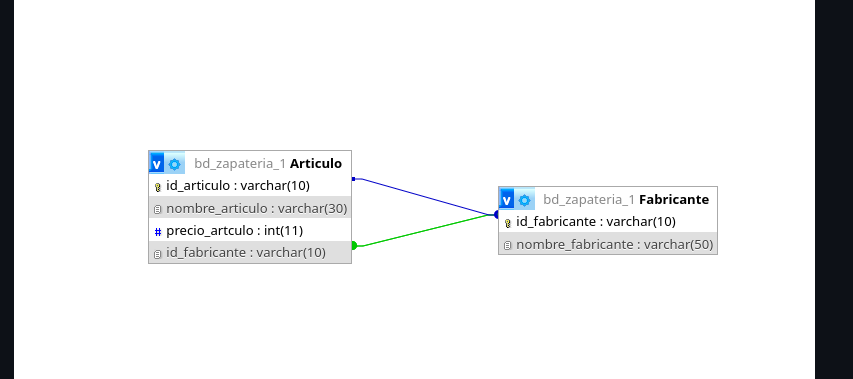 v bd_zapateria_1 Articulo
id_articulo : varchar(10)
nombre_articulo : varchar(30)
# precio_artculo : int(11)
id_fabricante : varchar(10)
v bd_zapateria_1 Fabricante
id_fabricante : varchar(10)
nombre_fabricante : varchar(50)